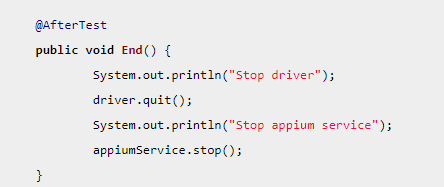 @AfterTest
public void End() {
System.out.println("Stop driver");
driver.quit();
System.out.println("Stop appium service");
appiumService.stop();
}